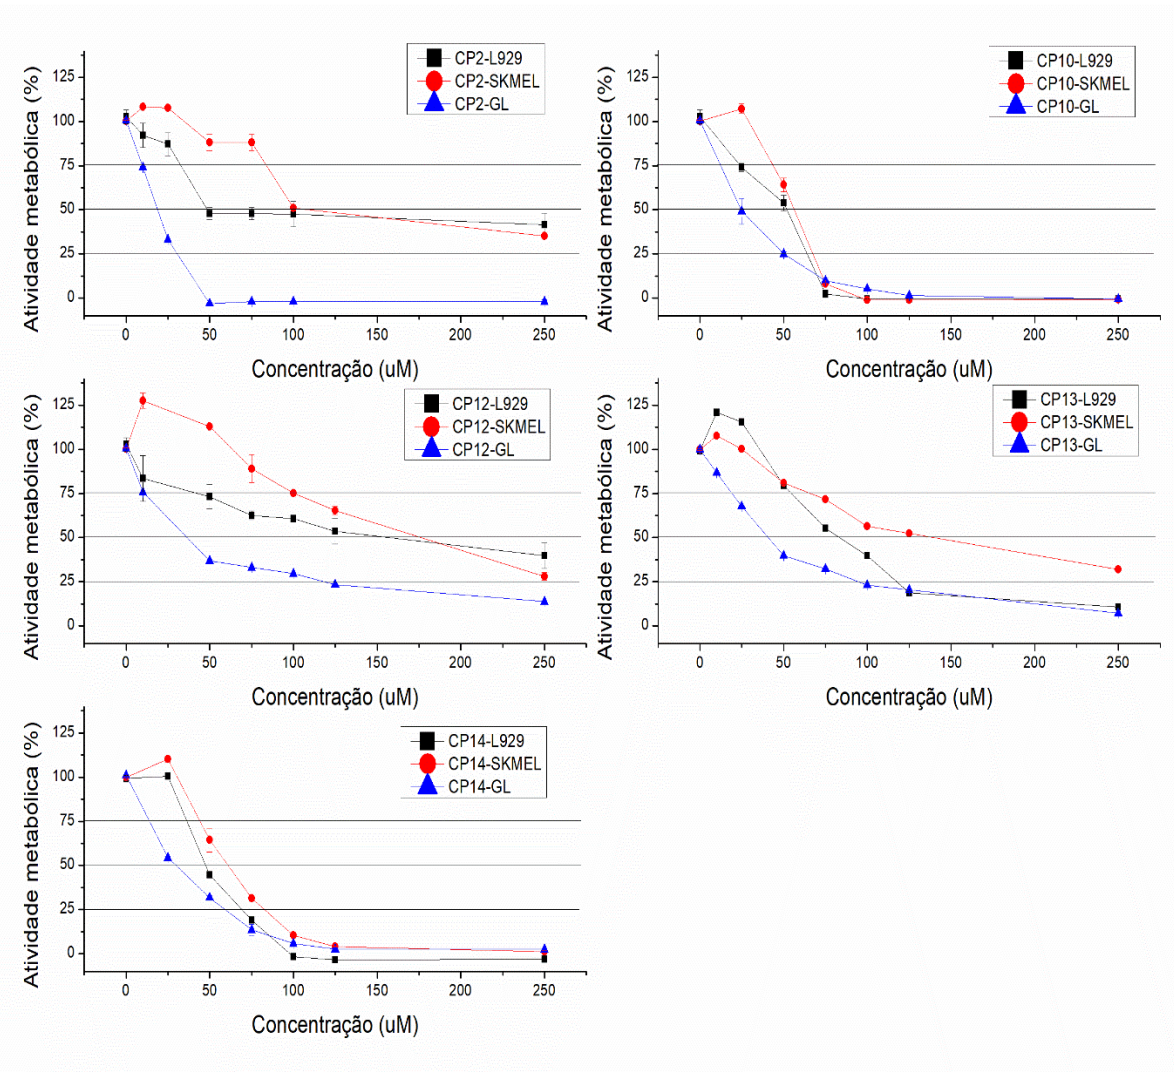 CP2-L929
CP2-SKMEL
CP2-GL
Atividade metabólica (%)
125
100
75
50
25
0
0 50 100 150 200 250
Concentração (uM)
CP10-L929
CP10-SKMEL
CP10-GL
Atividade metabólica (%)
125
100
75
50
25
0
0 50 100 150 200 250
Concentração (uM)
CP12-L929
CP12-SKMEL
CP12-GL
Atividade metabólica (%)
125
100
75
50
25
0
0 50 100 150 200 250
Concentração (uM)
CP13-L929
CP13-SKMEL
CP13-GL
Atividade metabólica (%)
125
100
75
50
25
0
0 50 100 150 200 250
Concentração (uM)
CP14-L929
CP14-SKMEL
CP14-GL
Atividade metabólica (%)
125
100
75
50
25
0
0 50 100 150 200 250
Concentração (uM)